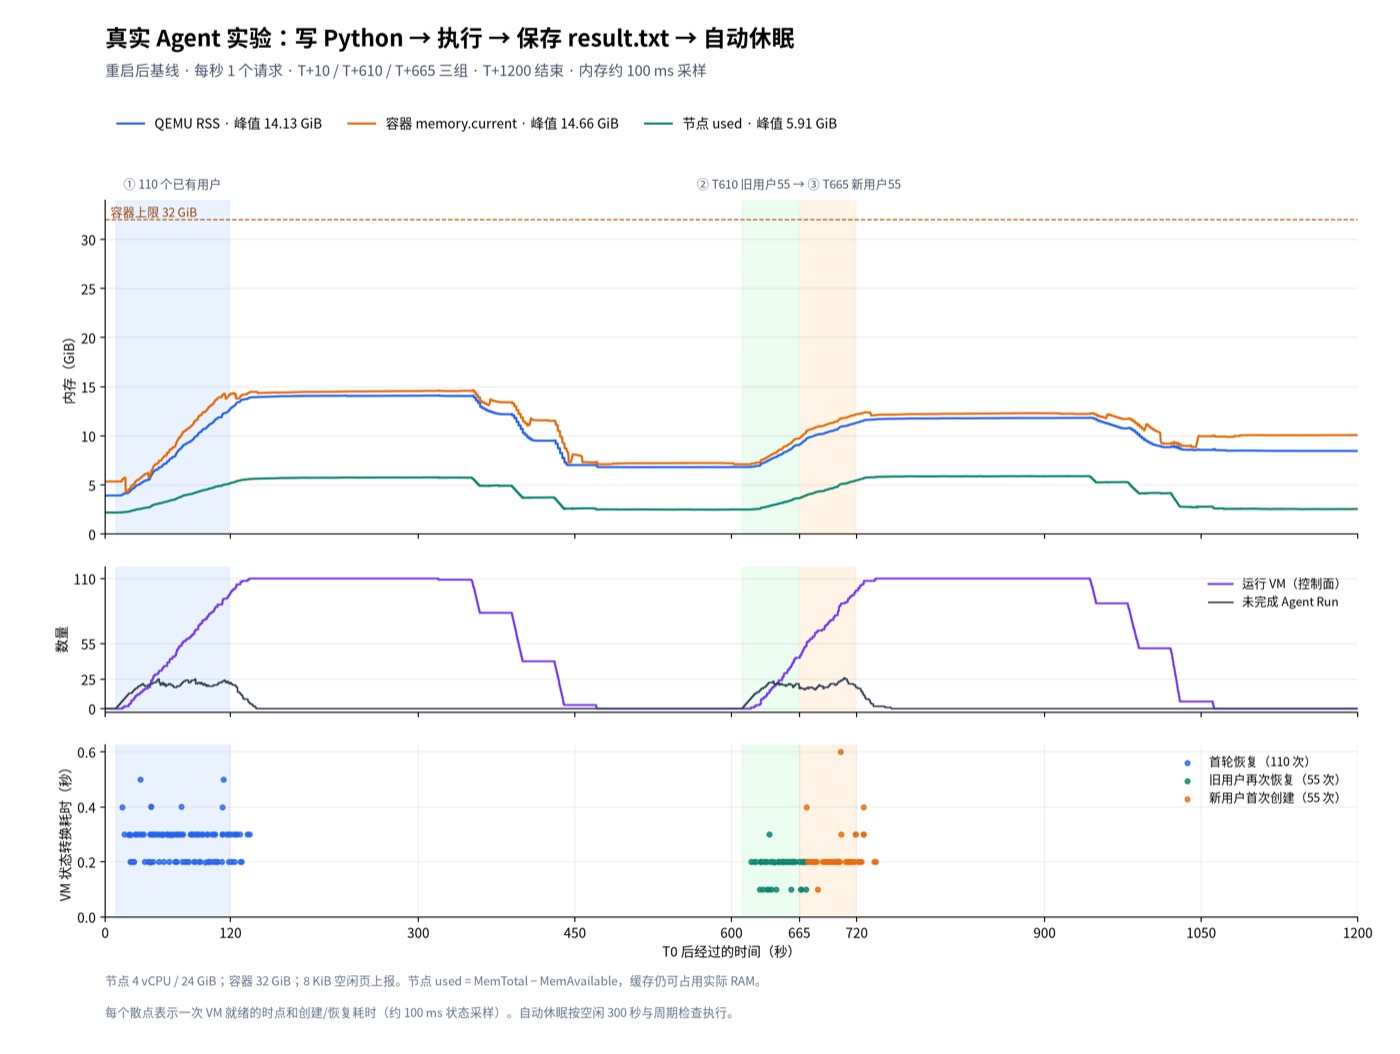 真实 Agent 实验：写 Python → 执行 → 保存 result.txt → 自动休眠
重启后基线 · 每秒 1 个请求 · T+10 / T+610 / T+665 三组 · T+1200 结束 · 内存约 100 ms 采样
QEMU RSS · 峰值 14.13 GiB
容器 memory.current · 峰值 14.66 GiB
节点 used · 峰值 5.91 GiB
① 110 个已有用户
② T610 旧用户55 → ③ T665 新用户55
容器上限 32 GiB
内存（GiB）
30
25
20
15
10
5
0
数量
110
55
25
0
运行 VM（控制面）
未完成 Agent Run
VM 状态转换耗时（秒）
0.6
0.4
0.2
0.0
首轮恢复（110 次）
旧用户再次恢复（55 次）
新用户首次创建（55 次）
0 120 300 450 600 665 720 900 1050 1200
T0 后经过的时间（秒）
节点 4 vCPU / 24 GiB；容器 32 GiB；8 KiB 空闲页上报。节点 used = MemTotal − MemAvailable，缓存仍可占用实际 RAM。
每个散点表示一次 VM 就绪的时点和创建/恢复耗时（约 100 ms 状态采样）。自动休眠按空闲 300 秒与周期检查执行。